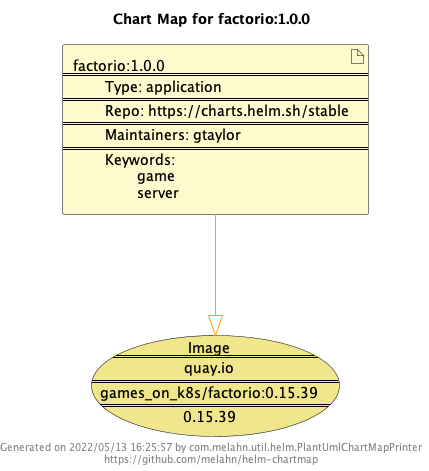 Chart Map for factorio:1.0.0
factorio:1.0.0
Type: application
Repo: https://charts.helm.sh/stable
Maintainers: gtaylor
Keywords:
game
server
Image
quay.io
games_on_k8s/factorio:0.15.39
0.15.39
Generated on 2022/05/13 16:25:57 by com.melahn.util.helm.PlantUmlChartMapPrinter
https://github.com/melahn/helm-chartmap